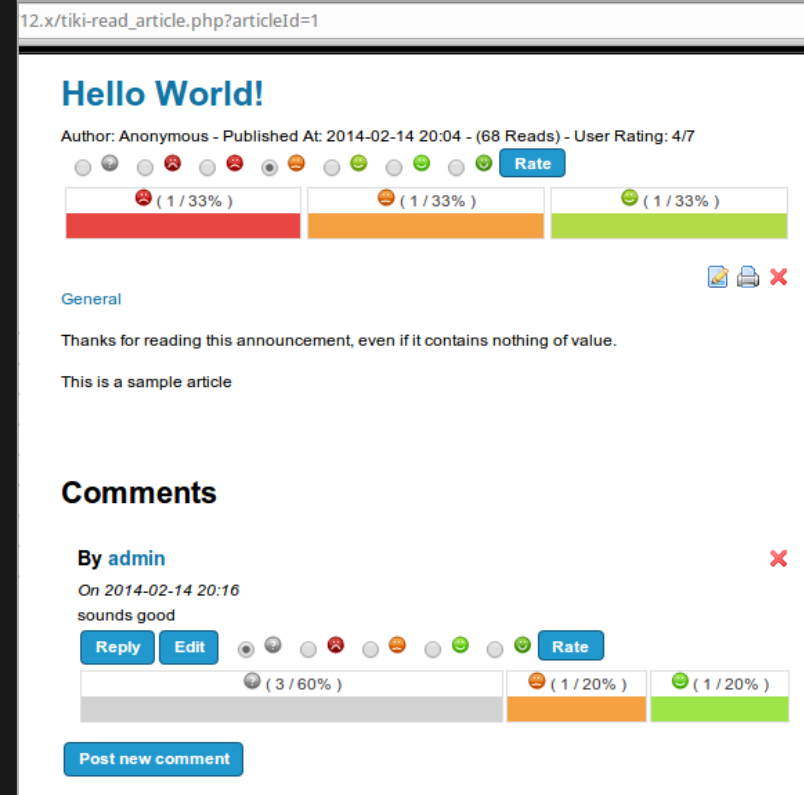 12.x/tiki-read_article.php?articleId=1
Hello World!
Author: Anonymous - Published At: 2014-02-14 20:04 - (68 Reads) - User Rating: 4/7
Rate
( 1 / 33% ) ( 1 / 33% ) ( 1 / 33% )
General
Thanks for reading this announcement, even if it contains nothing of value.
This is a sample article
Comments
By admin
On 2014-02-14 20:16
sounds good
Reply Edit Rate
( 3 / 60% ) ( 1 / 20% ) ( 1 / 20% )
Post new comment